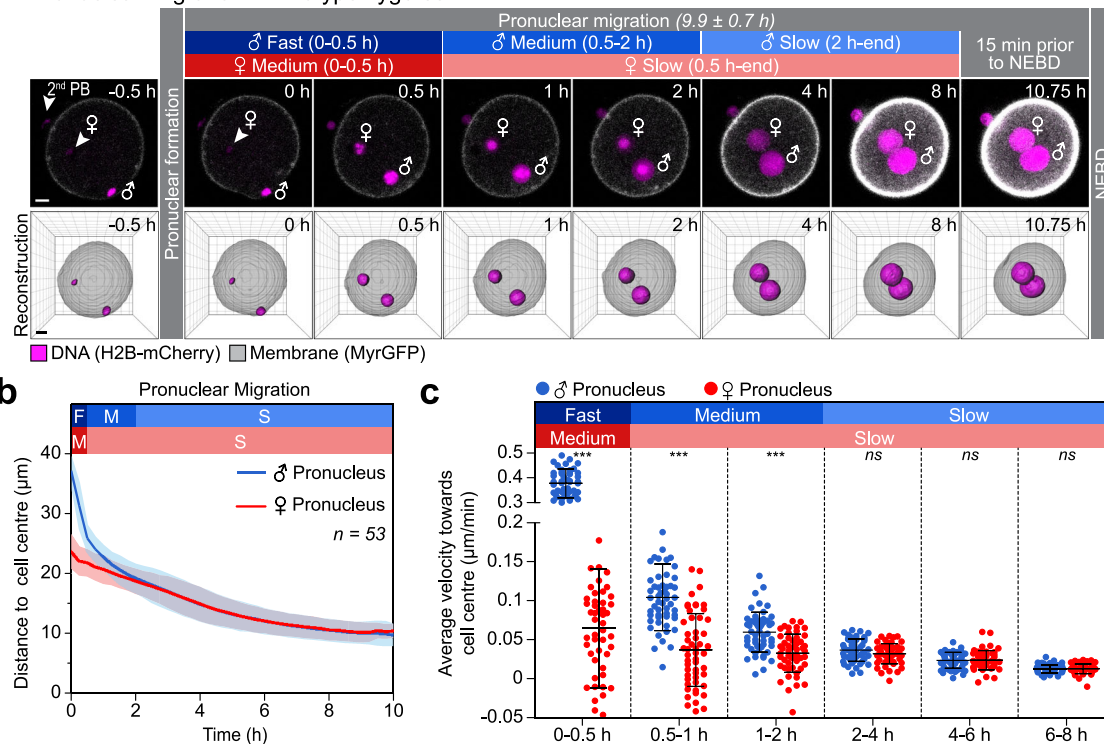 Pronuclear migration (9.9 ± 0.7 h)
♂ Fast (0-0.5 h)
♂ Medium (0.5-2 h)
♂ Slow (2 h-end)
15 min prior
to NEBD
♀ Medium (0-0.5 h)
♀ Slow (0.5 h-end)
Pronuclear formation
NEBD
2nd PB
-0.5 h
0 h
0.5 h
1 h
2 h
4 h
8 h
10.75 h
♀
♀
♀
♀
♀
♀
♀
♀
♂
♂
♂
♂
♂
♂
♂
♂
Reconstruction
-0.5 h
0 h
0.5 h
1 h
2 h
4 h
8 h
10.75 h
DNA (H2B-mCherry)
Membrane (MyrGFP)
b
Pronuclear Migration
F
M
S
M
S
♂ Pronucleus
♀ Pronucleus
n = 53
Distance to cell centre (µm)
40
30
20
10
0
0
2
4
6
8
10
Time (h)
c
♂ Pronucleus
♀ Pronucleus
Fast
Medium
Slow
Medium
Slow
***
***
***
ns
ns
ns
Average velocity towards
cell centre (µm/min)
0.5
0.4
0.3
0.2
0.15
0.1
0.05
0
-0.05
0-0.5 h
0.5-1 h
1-2 h
2-4 h
4-6 h
6-8 h